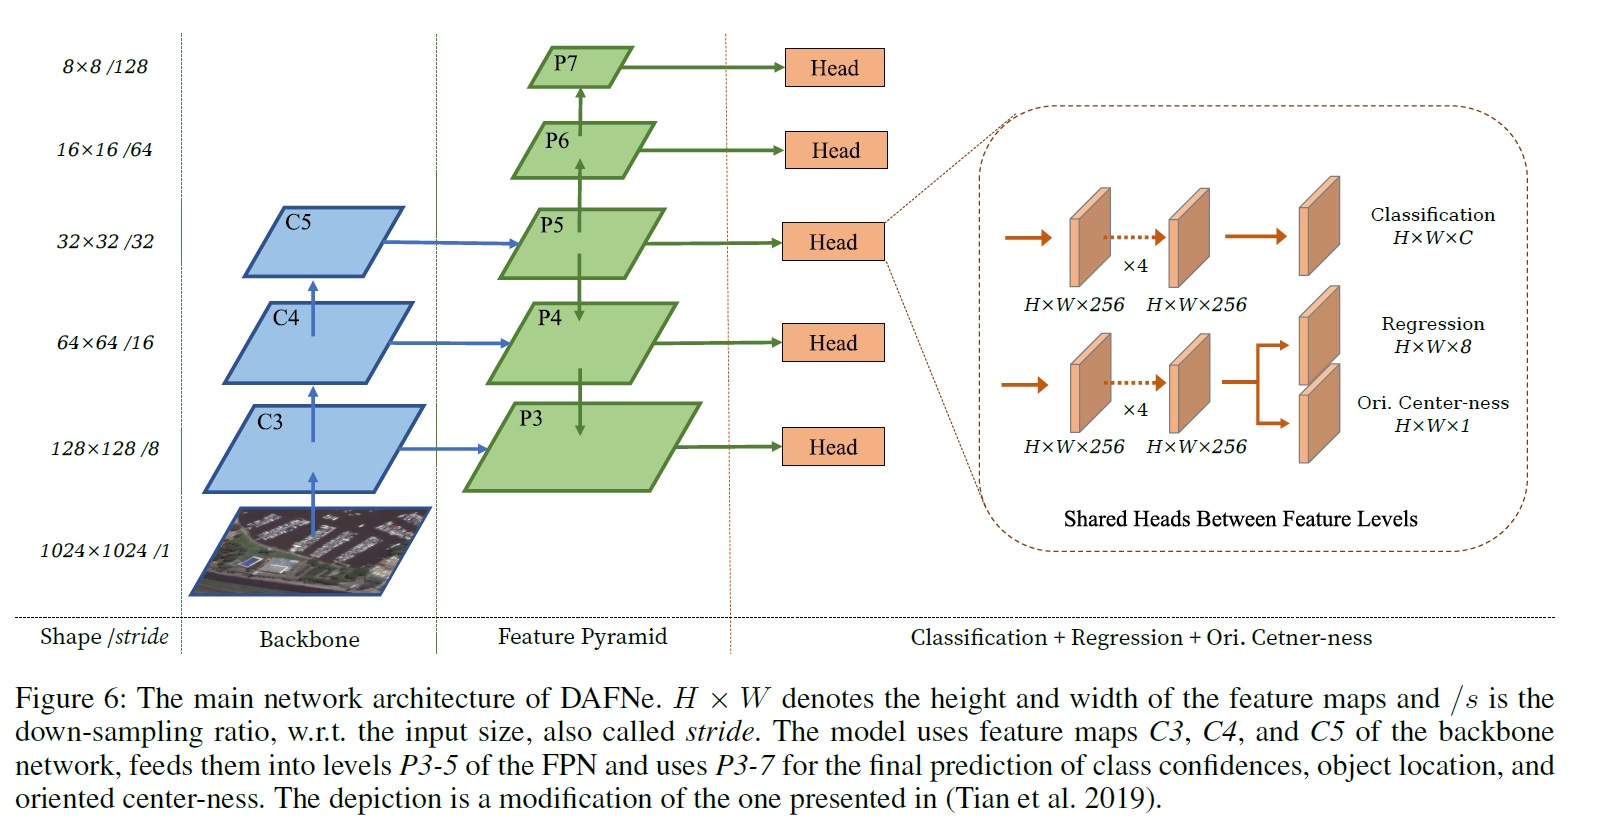 8×8 /128
P7
Head
16×16 /64
P6
Head
32×32 /32
C5
P5
Head
64×64 /16
C4
P4
Head
128×128 /8
C3
P3
Head
1024×1024 /1
Classification
H×W×C
×4
H×W×256 H×W×256
Regression
H×W×8
Ori. Center-ness
H×W×1
×4
H×W×256 H×W×256
Shared Heads Between Feature Levels
Shape /stride
Backbone
Feature Pyramid
Classification + Regression + Ori. Cetner-ness
Figure 6: The main network architecture of DAFNe. H × W denotes the height and width of the feature maps and /s is the
down-sampling ratio, w.r.t. the input size, also called stride. The model uses feature maps C3, C4, and C5 of the backbone
network, feeds them into levels P3-5 of the FPN and uses P3-7 for the final prediction of class confidences, object location, and
oriented center-ness. The depiction is a modification of the one presented in (Tian et al. 2019).